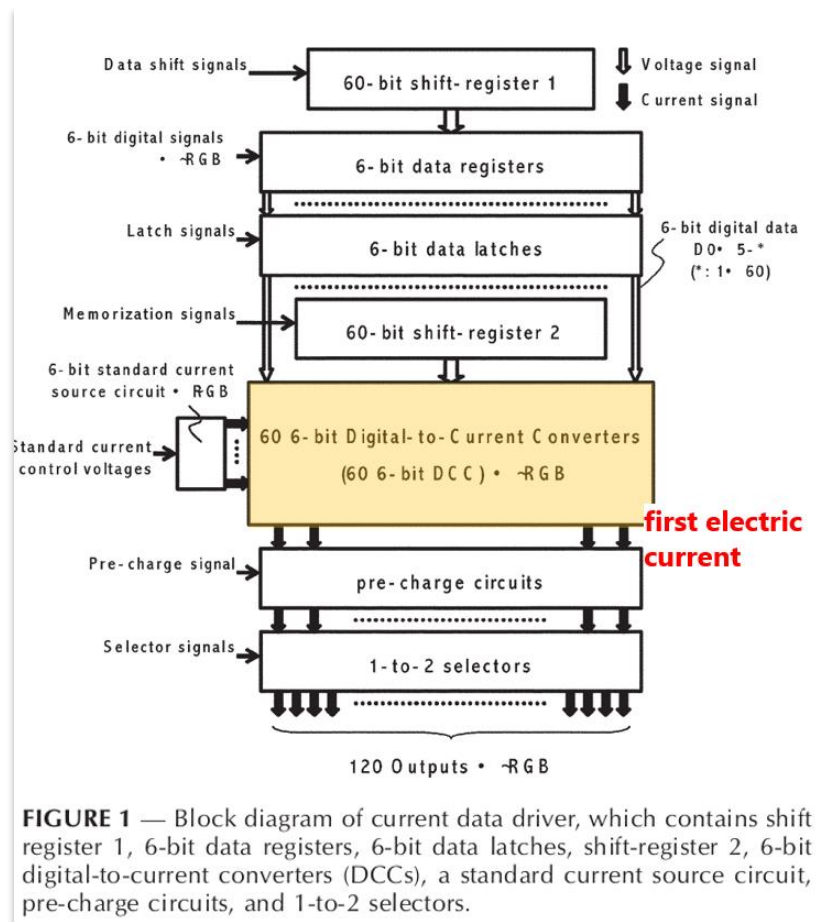 Data shift signals
60-bit shift-register 1
Voltage signal
Current signal
6-bit digital signals
• ¬RGB
6-bit data registers
Latch signals
6-bit data latches
6-bit digital data
D0• 5-*
(*: 1• 60)
Memorization signals
60-bit shift-register 2
6-bit standard current
source circuit • RGB
Standard current
control voltages
60 6-bit Digital-to-Current Converters
(60 6-bit DCC) • ¬RGB
first electric
current
Pre-charge signal
pre-charge circuits
Selector signals
1-to-2 selectors
120 Outputs • ¬RGB
FIGURE 1 — Block diagram of current data driver, which contains shift
register 1, 6-bit data registers, 6-bit data latches, shift-register 2, 6-bit
digital-to-current converters (DCCs), a standard current source circuit,
pre-charge circuits, and 1-to-2 selectors.